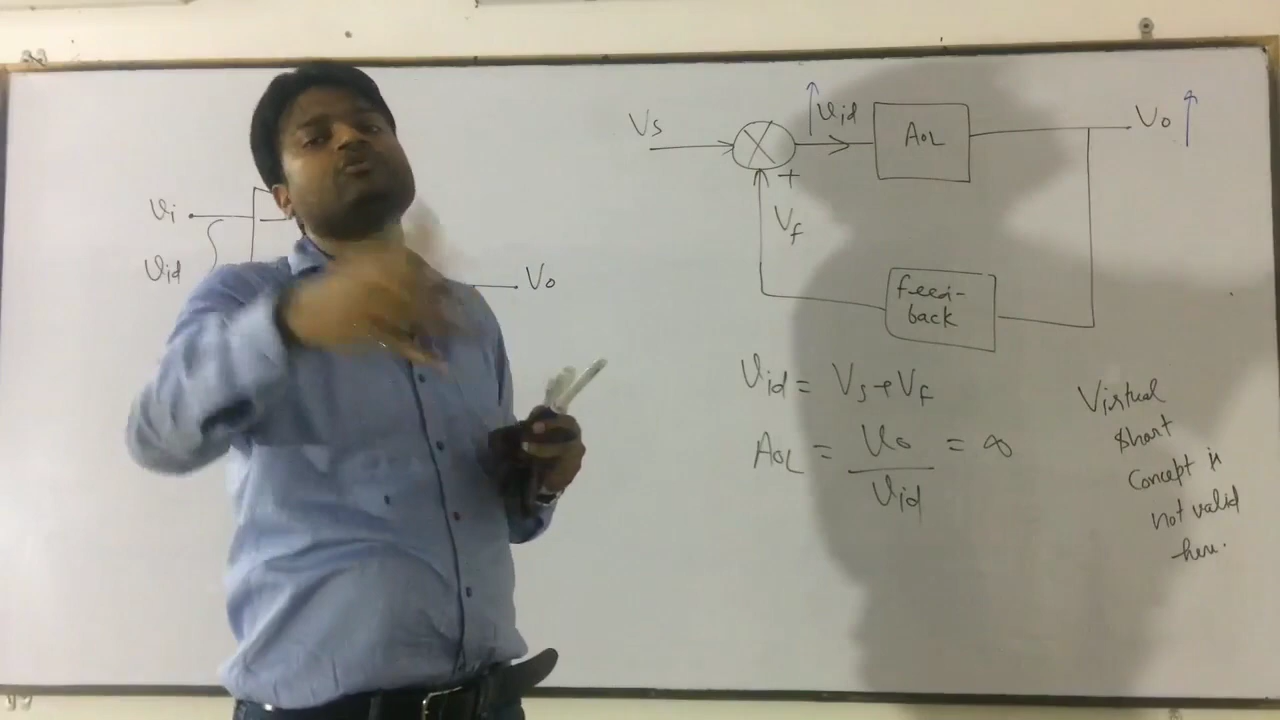 Vi
Vid
Vo
Vs
Vid
AOL
Vo
+
Vf
feed-
back
Vid = Vs + Vf
AOL = Vo / Vid = ∞
Virtual
Short
Concept is
not valid
here.